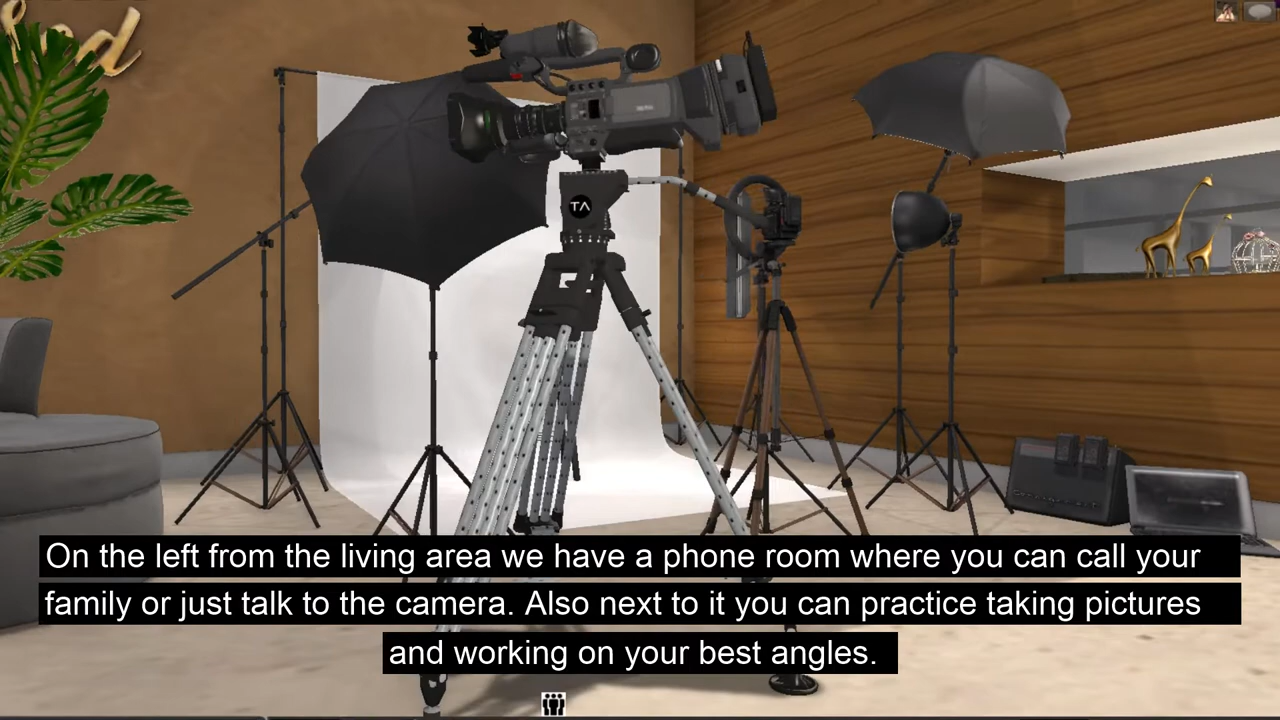 TA
On the left from the living area we have a phone room where you can call your
family or just talk to the camera. Also next to it you can practice taking pictures
and working on your best angles.